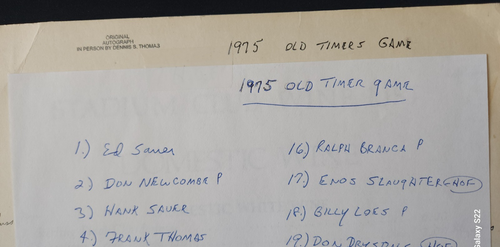 ORIGINAL
AUTOGRAPH
IN PERSON BY DENNIS S. THOMAS
1975 OLD TIMERS GAME
1975 OLD TIMER GAME
1.) Ed Sauer
2) DON NEWCOMBE P
3) HANK SAUER
4.) FRANK THOMAS
16) RALPH BRANCA P
17.) ENOS SLAUGHTER HOF
18.) BILLY LOES P
19.) DON DRYSDALE HOF
Galaxy S22